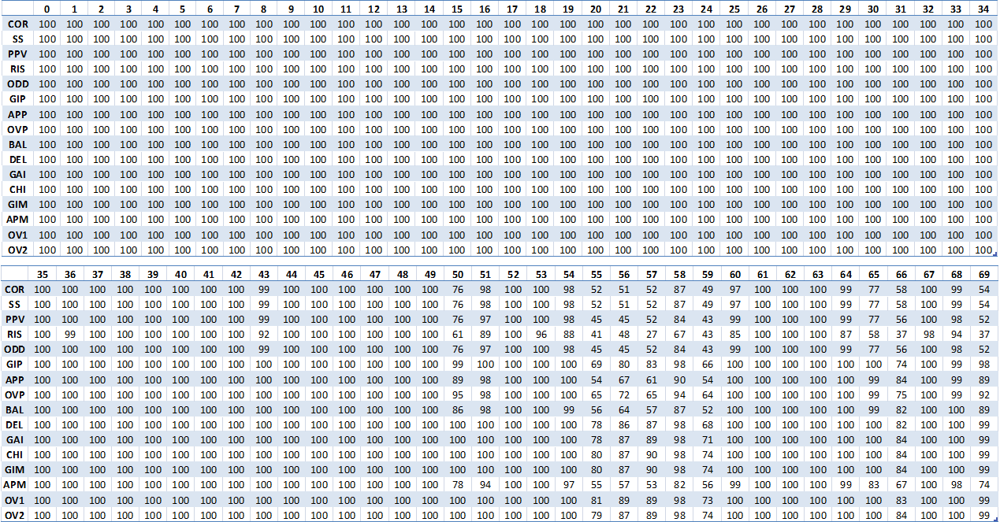 0 1 2 3 4 5 6 7 8 9 10 11 12 13 14 15 16 17 18 19 20 21 22 23 24 25 26 27 28 29 30 31 32 33 34
COR 100 100 100 100 100 100 100 100 100 100 100 100 100 100 100 100 100 100 100 100 100 100 100 100 100 100 100 100 100 100 100 100 100 100 100
SS 100 100 100 100 100 100 100 100 100 100 100 100 100 100 100 100 100 100 100 100 100 100 100 100 100 100 100 100 100 100 100 100 100 100 100
PPV 100 100 100 100 100 100 100 100 100 100 100 100 100 100 100 100 100 100 100 100 100 100 100 100 100 100 100 100 100 100 100 100 100 100 100
RIS 100 100 100 100 100 100 100 100 100 100 100 100 100 100 100 100 100 100 100 100 100 100 100 100 100 100 100 100 100 100 100 100 100 100 100
ODD 100 100 100 100 100 100 100 100 100 100 100 100 100 100 100 100 100 100 100 100 100 100 100 100 100 100 100 100 100 100 100 100 100 100 100
GIP 100 100 100 100 100 100 100 100 100 100 100 100 100 100 100 100 100 100 100 100 100 100 100 100 100 100 100 100 100 100 100 100 100 100 100
APP 100 100 100 100 100 100 100 100 100 100 100 100 100 100 100 100 100 100 100 100 100 100 100 100 100 100 100 100 100 100 100 100 100 100 100
OVP 100 100 100 100 100 100 100 100 100 100 100 100 100 100 100 100 100 100 100 100 100 100 100 100 100 100 100 100 100 100 100 100 100 100 100
BAL 100 100 100 100 100 100 100 100 100 100 100 100 100 100 100 100 100 100 100 100 100 100 100 100 100 100 100 100 100 100 100 100 100 100 100
DEL 100 100 100 100 100 100 100 100 100 100 100 100 100 100 100 100 100 100 100 100 100 100 100 100 100 100 100 100 100 100 100 100 100 100 100
GAI 100 100 100 100 100 100 100 100 100 100 100 100 100 100 100 100 100 100 100 100 100 100 100 100 100 100 100 100 100 100 100 100 100 100 100
CHI 100 100 100 100 100 100 100 100 100 100 100 100 100 100 100 100 100 100 100 100 100 100 100 100 100 100 100 100 100 100 100 100 100 100 100
GIM 100 100 100 100 100 100 100 100 100 100 100 100 100 100 100 100 100 100 100 100 100 100 100 100 100 100 100 100 100 100 100 100 100 100 100
APM 100 100 100 100 100 100 100 100 100 100 100 100 100 100 100 100 100 100 100 100 100 100 100 100 100 100 100 100 100 100 100 100 100 100 100
OV1 100 100 100 100 100 100 100 100 100 100 100 100 100 100 100 100 100 100 100 100 100 100 100 100 100 100 100 100 100 100 100 100 100 100 100
OV2 100 100 100 100 100 100 100 100 100 100 100 100 100 100 100 100 100 100 100 100 100 100 100 100 100 100 100 100 100 100 100 100 100 100 100
35 36 37 38 39 40 41 42 43 44 45 46 47 48 49 50 51 52 53 54 55 56 57 58 59 60 61 62 63 64 65 66 67 68 69
COR 100 100 100 100 100 100 100 100 99 100 100 100 100 100 100 76 98 100 100 98 52 51 52 87 49 97 100 100 100 99 77 58 100 99 54
SS 100 100 100 100 100 100 100 100 99 100 100 100 100 100 100 76 98 100 100 98 52 51 52 87 49 97 100 100 100 99 77 58 100 99 54
PPV 100 100 100 100 100 100 100 100 99 100 100 100 100 100 100 76 97 100 100 98 45 45 52 84 43 99 100 100 100 99 77 56 100 98 52
RIS 100 99 100 100 100 100 100 100 92 100 100 100 100 100 100 61 89 100 96 88 41 48 27 67 43 85 100 100 100 87 58 37 98 94 37
ODD 100 100 100 100 100 100 100 100 99 100 100 100 100 100 100 76 97 100 100 98 45 45 52 84 43 99 100 100 100 99 77 56 100 98 52
GIP 100 100 100 100 100 100 100 100 100 100 100 100 100 100 100 99 100 100 100 100 69 80 83 98 66 100 100 100 100 100 100 74 100 99 98
APP 100 100 100 100 100 100 100 100 100 100 100 100 100 100 100 89 98 100 100 100 54 67 61 90 54 100 100 100 100 100 99 84 100 99 89
OVP 100 100 100 100 100 100 100 100 100 100 100 100 100 100 100 95 98 100 100 100 65 72 65 94 64 100 100 100 100 100 99 75 100 99 92
BAL 100 100 100 100 100 100 100 100 100 100 100 100 100 100 100 86 98 100 100 99 56 64 57 87 52 100 100 100 100 100 99 82 100 100 89
DEL 100 100 100 100 100 100 100 100 100 100 100 100 100 100 100 100 100 100 100 100 78 86 87 98 68 100 100 100 100 100 100 82 100 100 99
GAI 100 100 100 100 100 100 100 100 100 100 100 100 100 100 100 100 100 100 100 100 78 87 89 98 71 100 100 100 100 100 100 84 100 100 99
CHI 100 100 100 100 100 100 100 100 100 100 100 100 100 100 100 100 100 100 100 100 80 87 90 98 74 100 100 100 100 100 100 84 100 100 99
GIM 100 100 100 100 100 100 100 100 100 100 100 100 100 100 100 100 100 100 100 100 80 87 90 98 74 100 100 100 100 100 100 84 100 100 99
APM 100 100 100 100 100 100 100 100 100 100 100 100 100 100 100 78 94 100 100 97 55 57 53 82 56 99 100 100 100 99 83 67 100 98 74
OV1 100 100 100 100 100 100 100 100 100 100 100 100 100 100 100 100 100 100 100 100 81 89 89 98 73 100 100 100 100 100 100 83 100 100 99
OV2 100 100 100 100 100 100 100 100 100 100 100 100 100 100 100 100 100 100 100 100 79 87 89 98 74 100 100 100 100 100 100 84 100 100 99